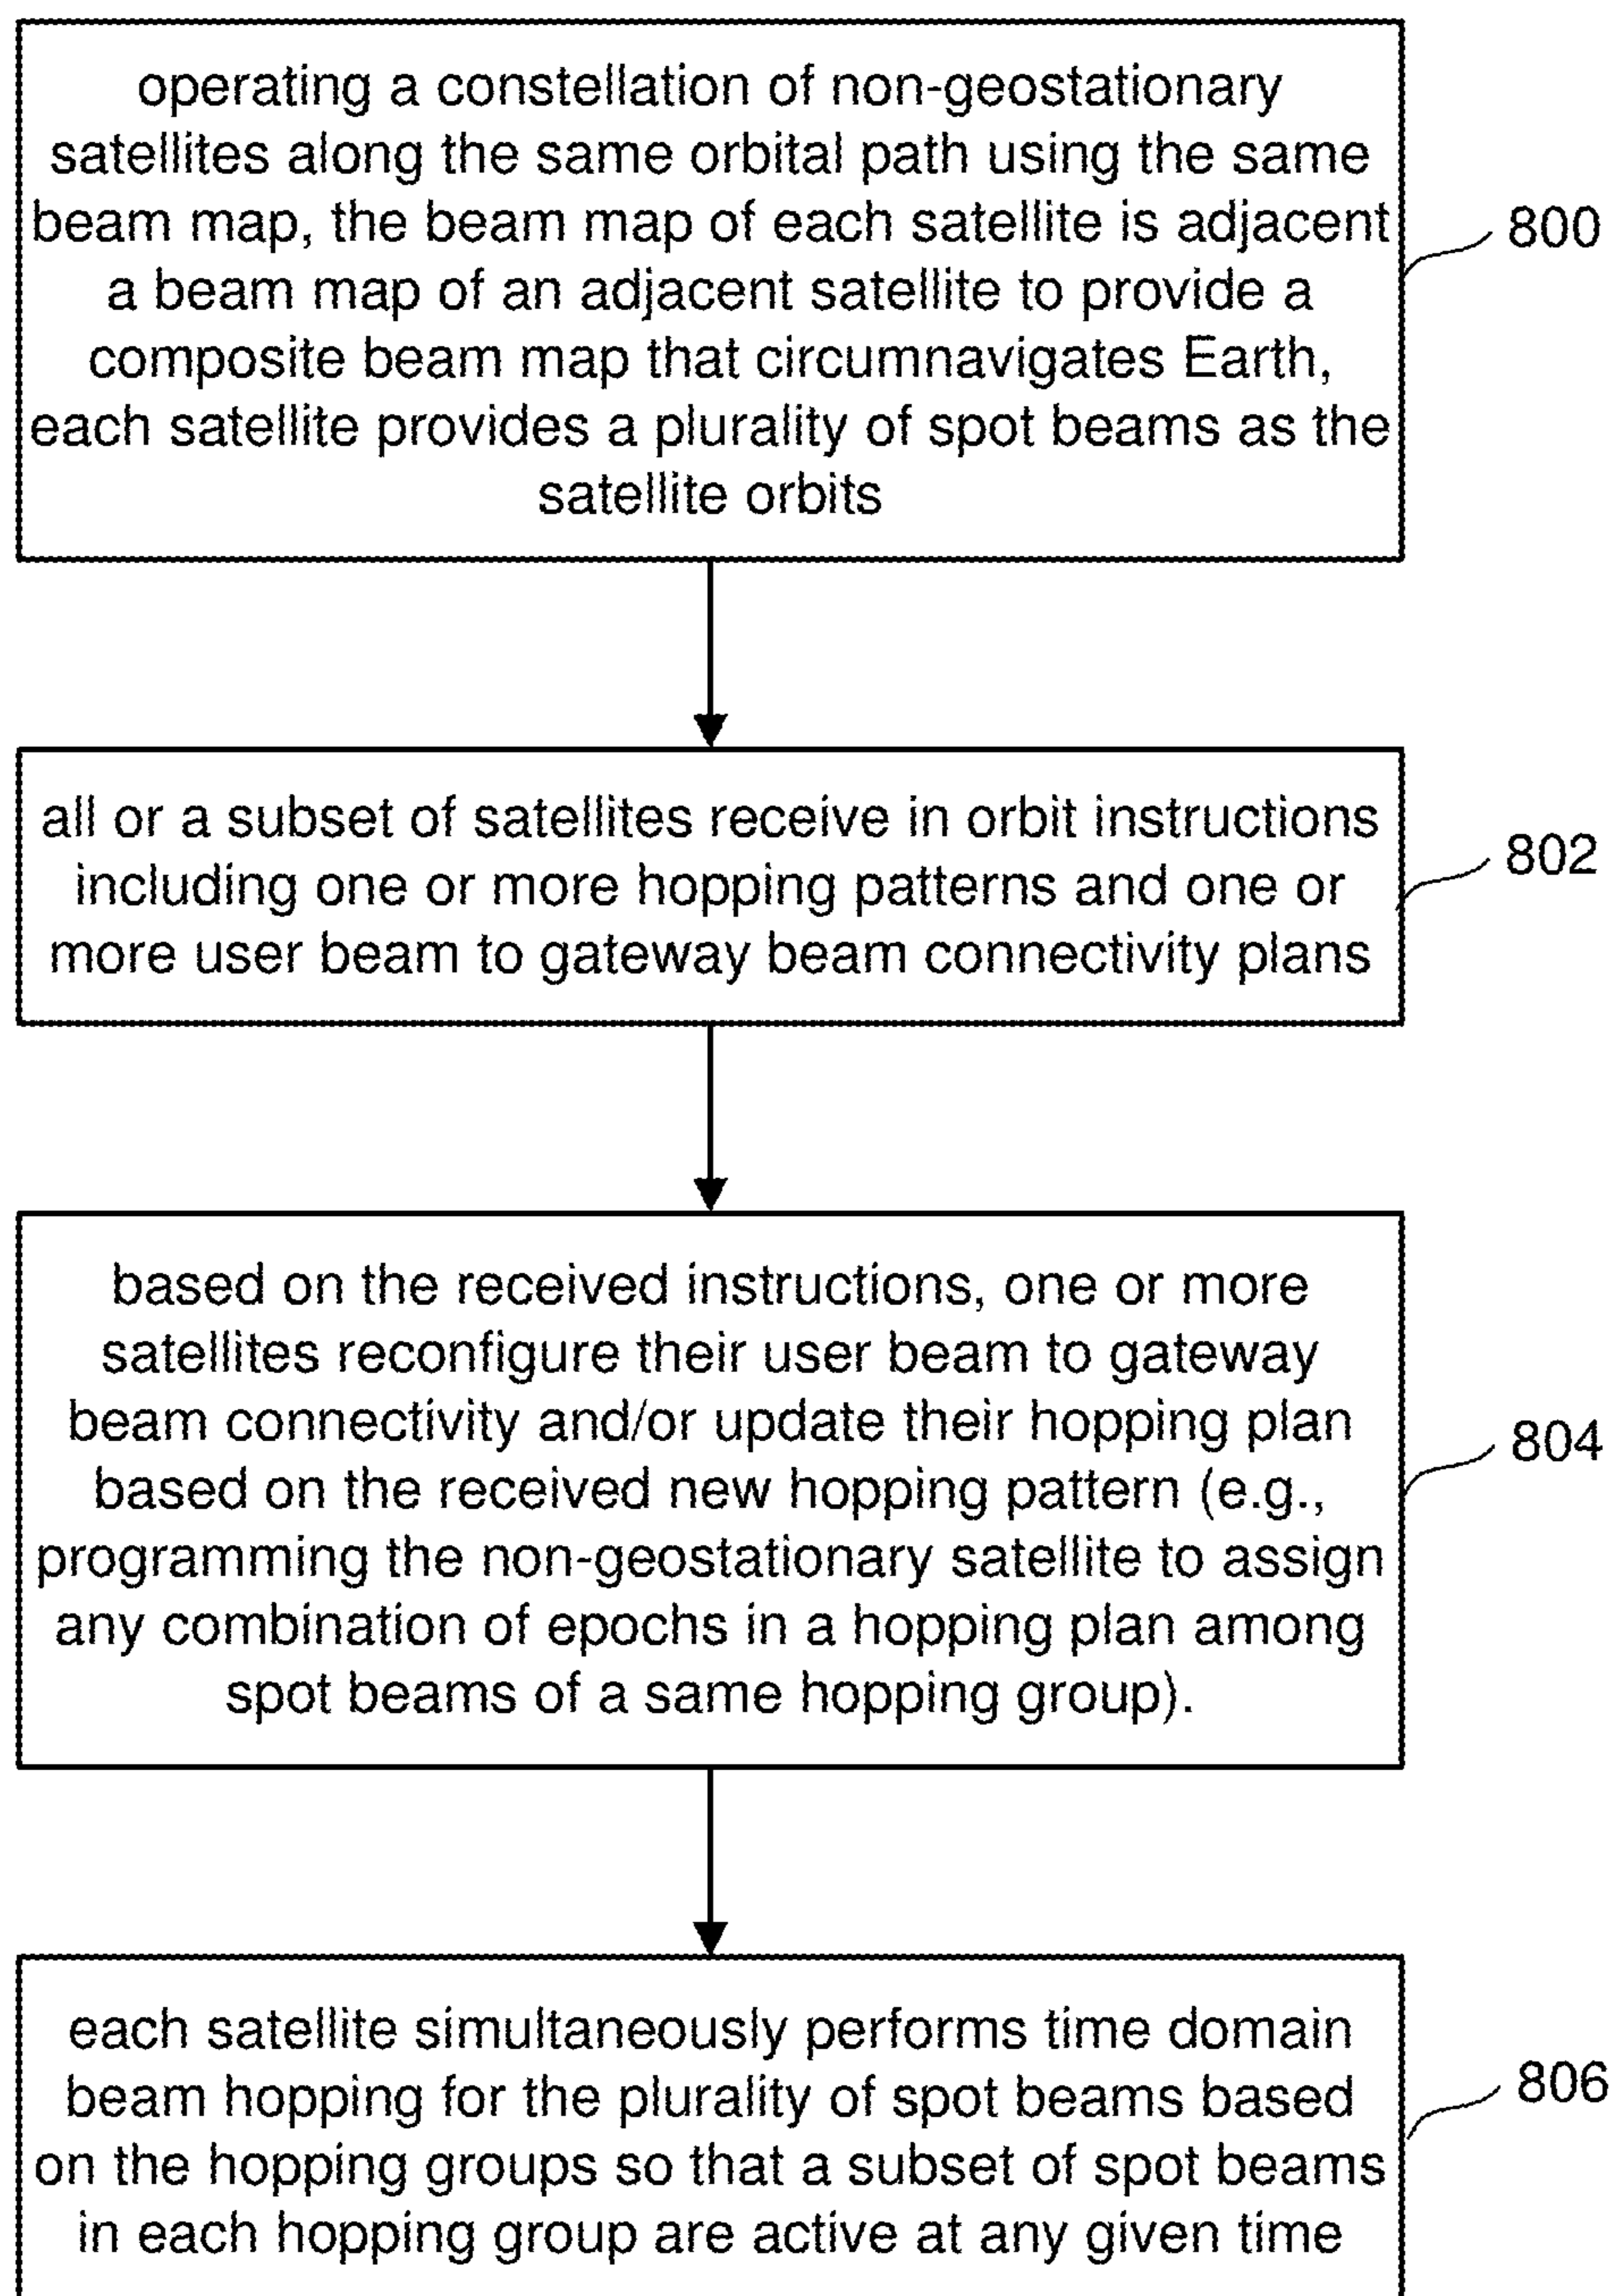 operating a constellation of non-geostationary
satellites along the same orbital path using the same
beam map, the beam map of each satellite is adjacent
a beam map of an adjacent satellite to provide a
composite beam map that circumnavigates Earth,
each satellite provides a plurality of spot beams as the
satellite orbits
800
all or a subset of satellites receive in orbit instructions
including one or more hopping patterns and one or
more user beam to gateway beam connectivity plans
802
based on the received instructions, one or more
satellites reconfigure their user beam to gateway
beam connectivity and/or update their hopping plan
based on the received new hopping pattern (e.g.,
programming the non-geostationary satellite to assign
any combination of epochs in a hopping plan among
spot beams of a same hopping group).
804
each satellite simultaneously performs time domain
beam hopping for the plurality of spot beams based
on the hopping groups so that a subset of spot beams
in each hopping group are active at any given time
806